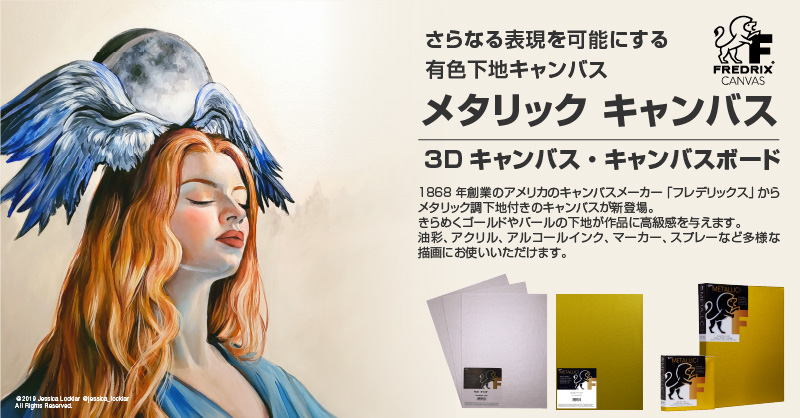 さらなる表現を可能にする
有色下地キャンバス
FREDRIX
CANVAS
メタリック キャンバス
3D キャンバス・キャンバスボード
1868 年創業のアメリカのキャンバスメーカー「フレデリックス」から
メタリック調下地付きのキャンバスが新登場。
きらめくゴールドやパールの下地が作品に高級感を与えます。
油彩、アクリル、アルコールインク、マーカー、スプレーなど多様な
描画にお使いいただけます。
METALLIC
METALLIC
©2019 Jessica Locklar @jessica_locklar
All Rights Reserved.